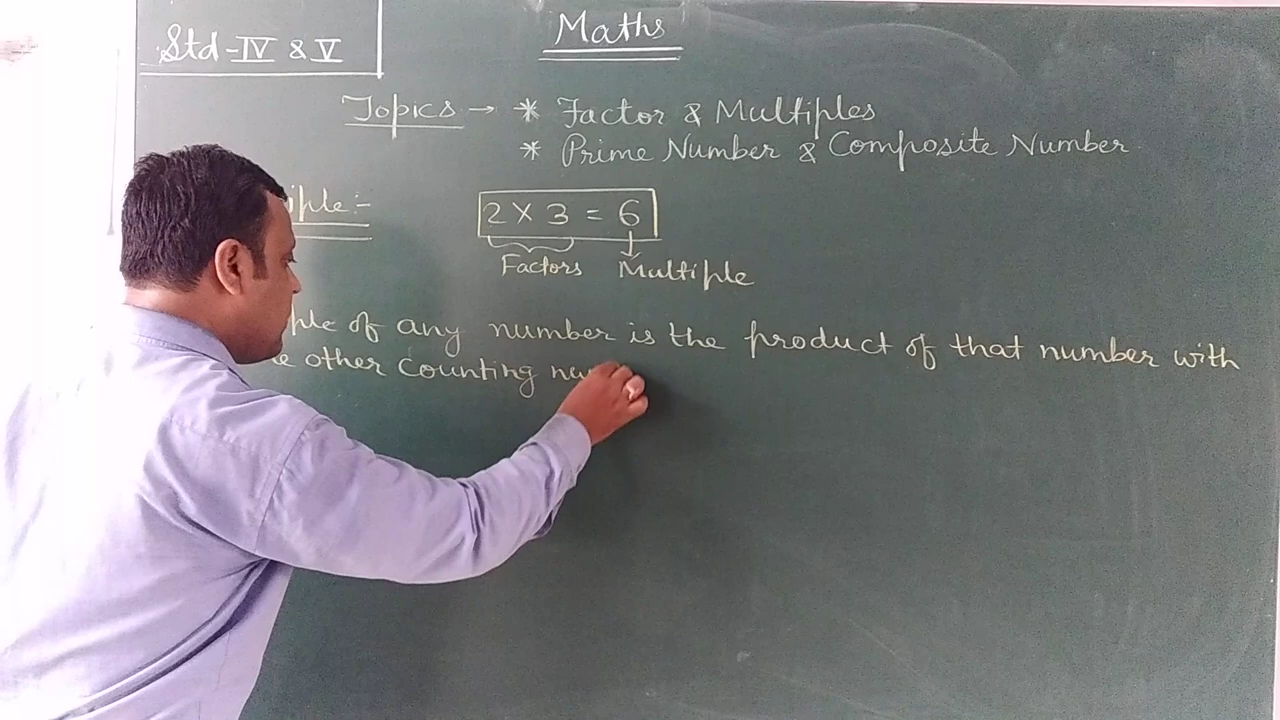 Std - IV & V
Maths
Topics → * Factor & Multiples
* Prime Number & Composite Number
2 × 3 = 6
Factors Multiple
of any number is the product of that number with
other counting